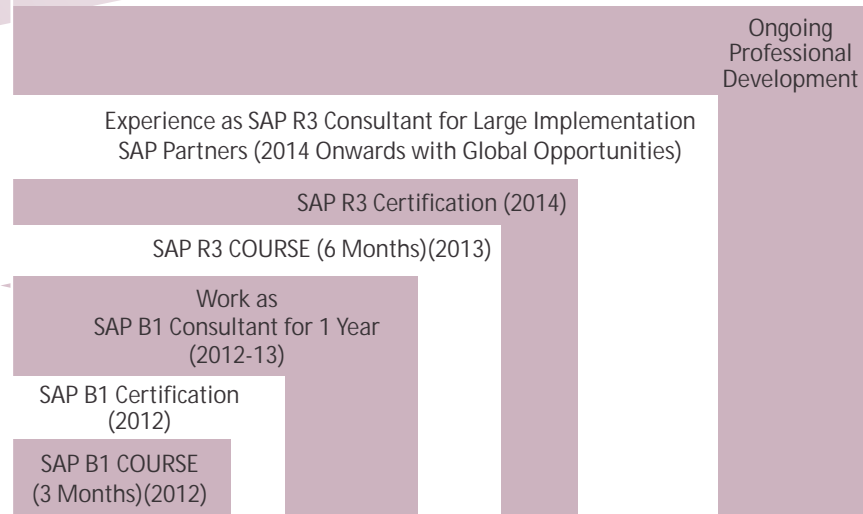 Ongoing
Professional
Development
Experience as SAP R3 Consultant for Large Implementation
SAP Partners (2014 Onwards with Global Opportunities)
SAP R3 Certification (2014)
SAP R3 COURSE (6 Months)(2013)
Work as
SAP B1 Consultant for 1 Year
(2012-13)
SAP B1 Certification
(2012)
SAP B1 COURSE
(3 Months)(2012)